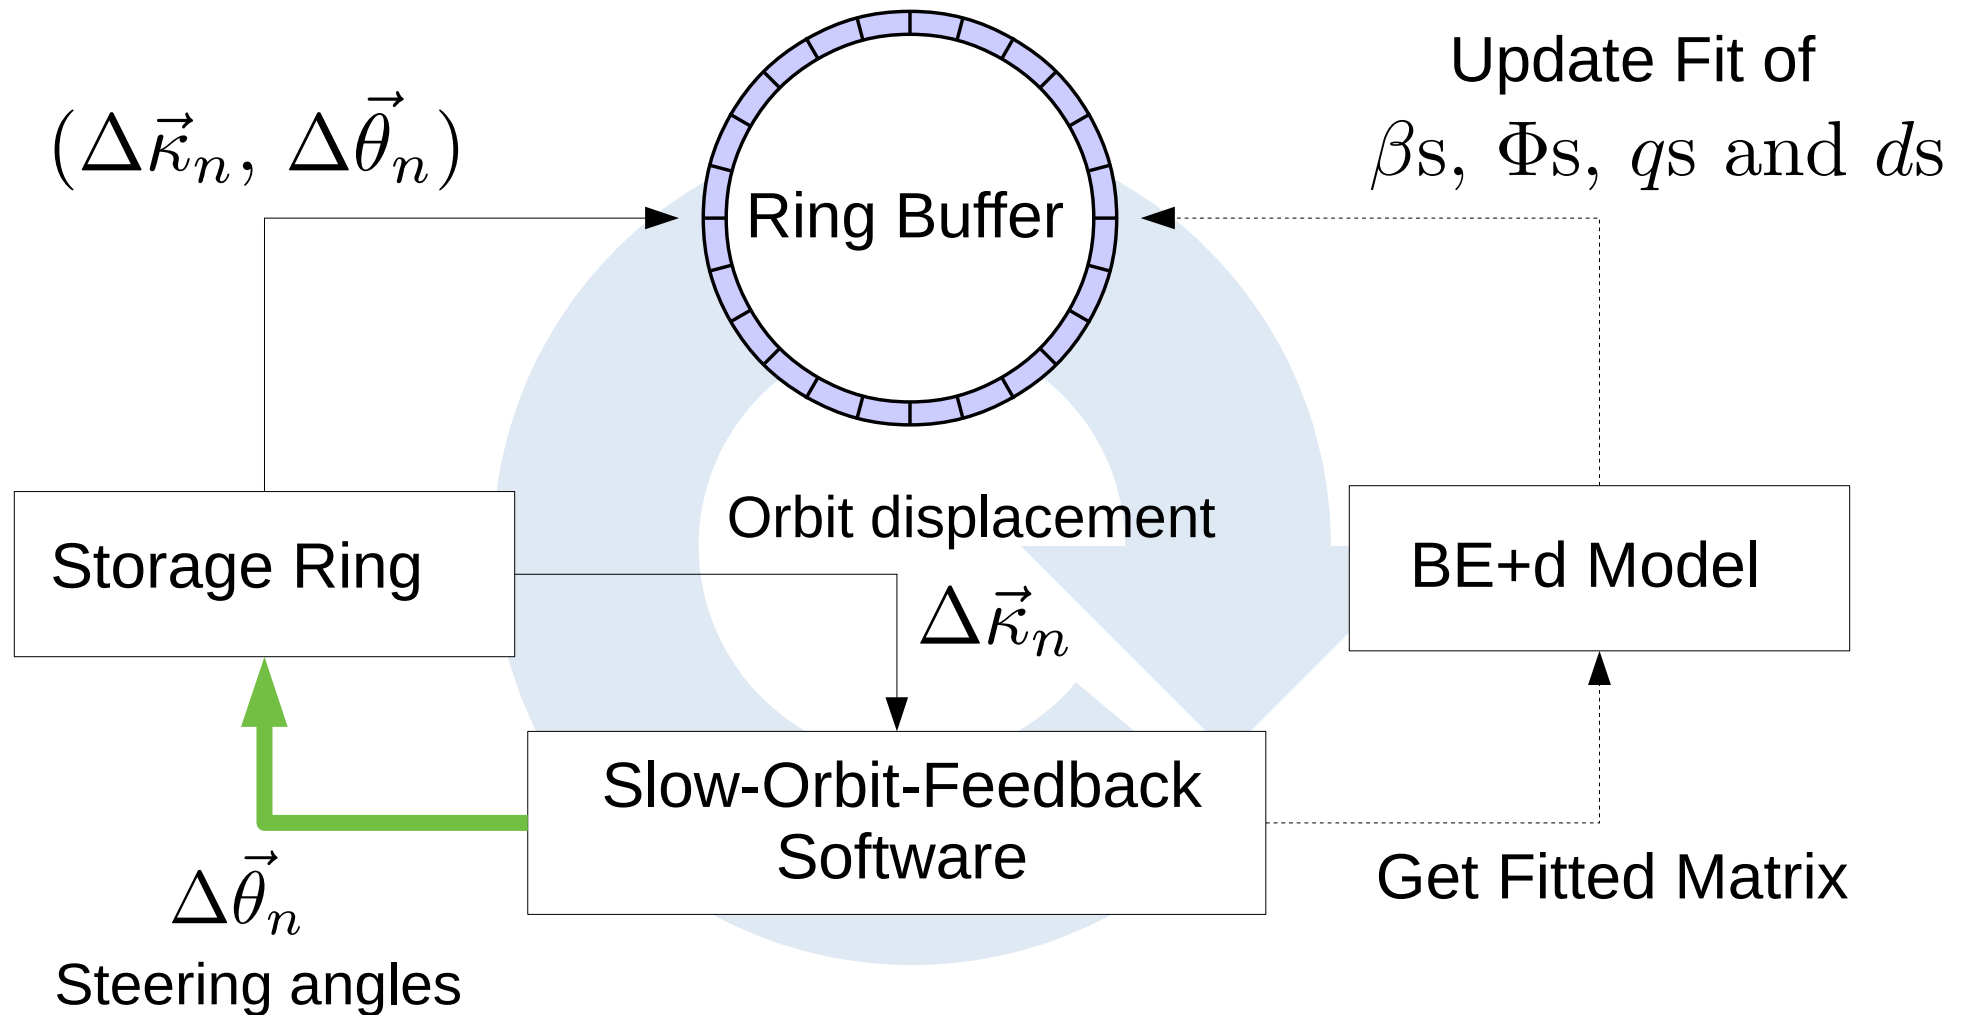 Update Fit of
βs, Φs, qs and ds
(Δκ⃗ₙ, Δθ⃗ₙ)
Ring Buffer
Orbit displacement
Δκ⃗ₙ
Storage Ring
BE+d Model
Slow-Orbit-Feedback
Software
Get Fitted Matrix
Δθ⃗ₙ
Steering angles